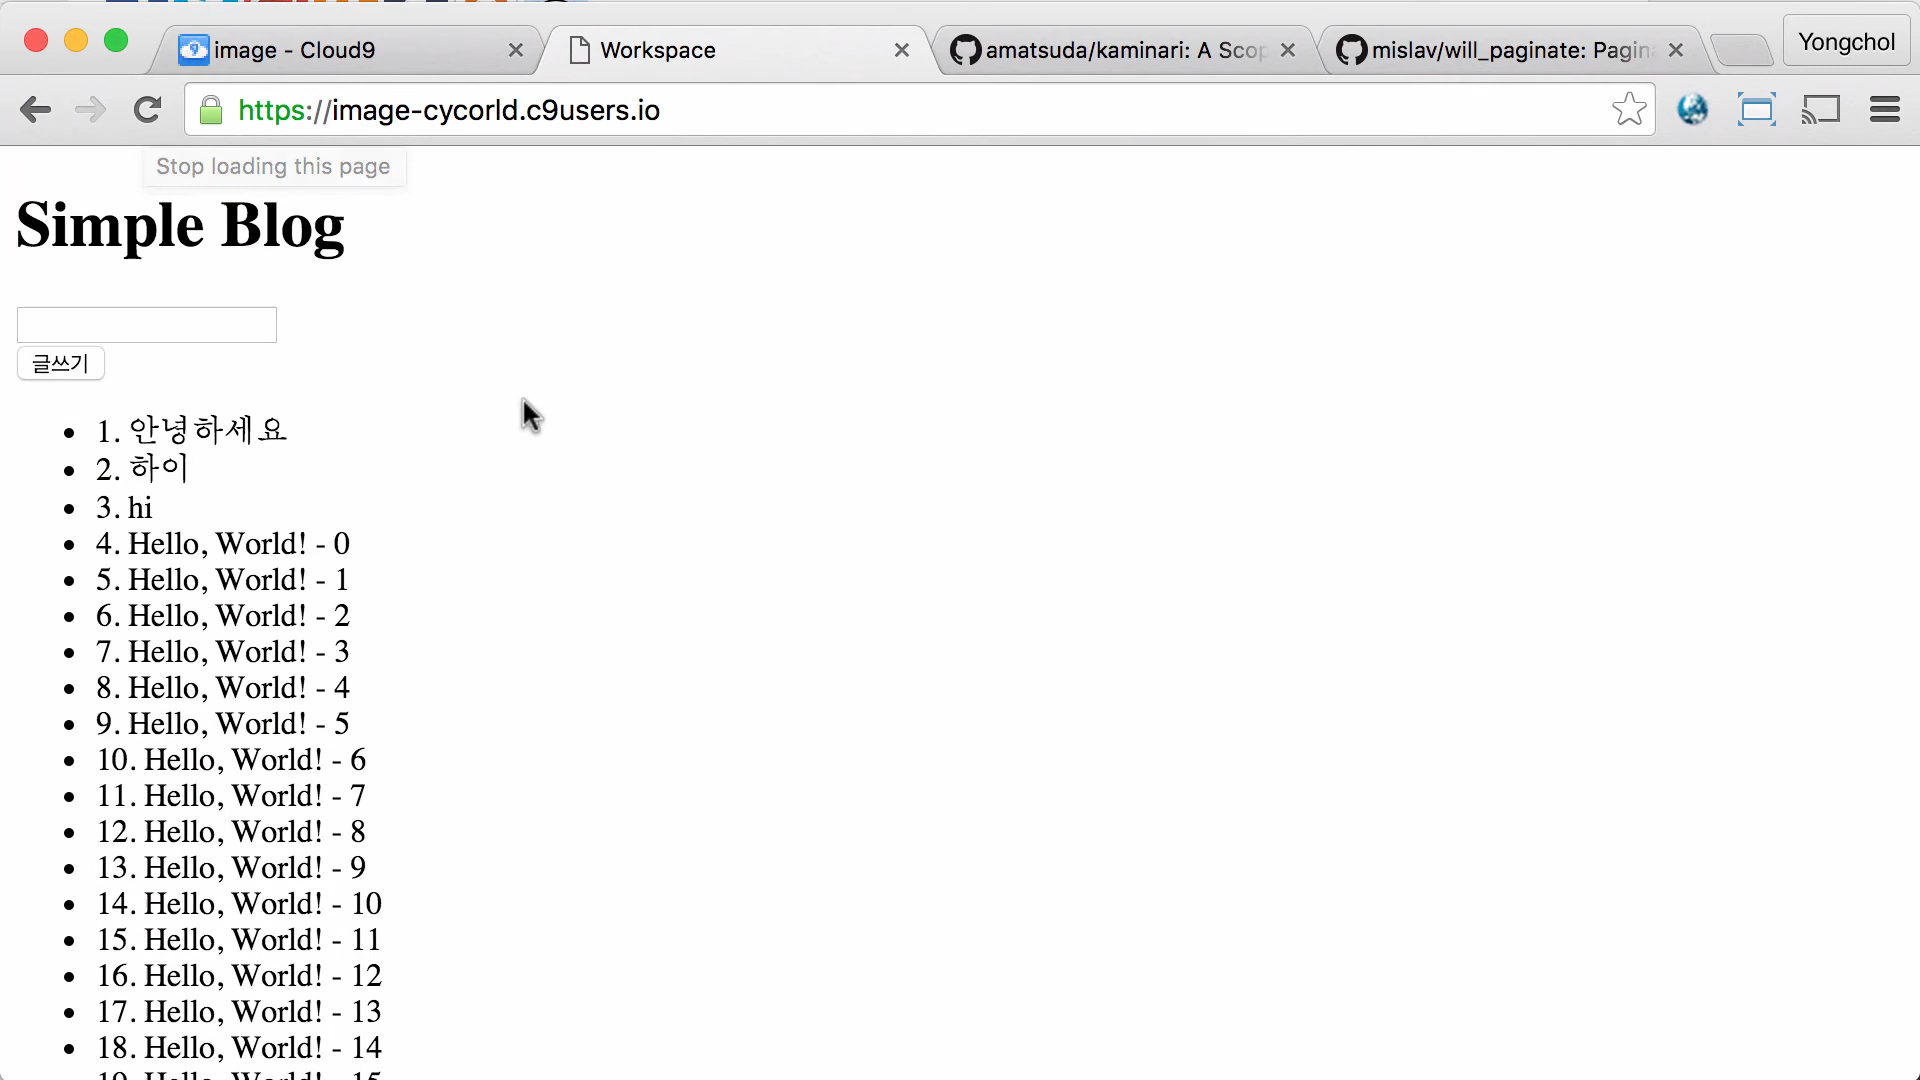 image - Cloud9
Workspace
amatsuda/kaminari: A Scop
mislav/will_paginate: Pagin
Yongchol
https://image-cycorld.c9users.io
Stop loading this page
Simple Blog
글쓰기
1. 안녕하세요
2. 하이
3. hi
4. Hello, World! - 0
5. Hello, World! - 1
6. Hello, World! - 2
7. Hello, World! - 3
8. Hello, World! - 4
9. Hello, World! - 5
10. Hello, World! - 6
11. Hello, World! - 7
12. Hello, World! - 8
13. Hello, World! - 9
14. Hello, World! - 10
15. Hello, World! - 11
16. Hello, World! - 12
17. Hello, World! - 13
18. Hello, World! - 14
19. Hello, World! - 15